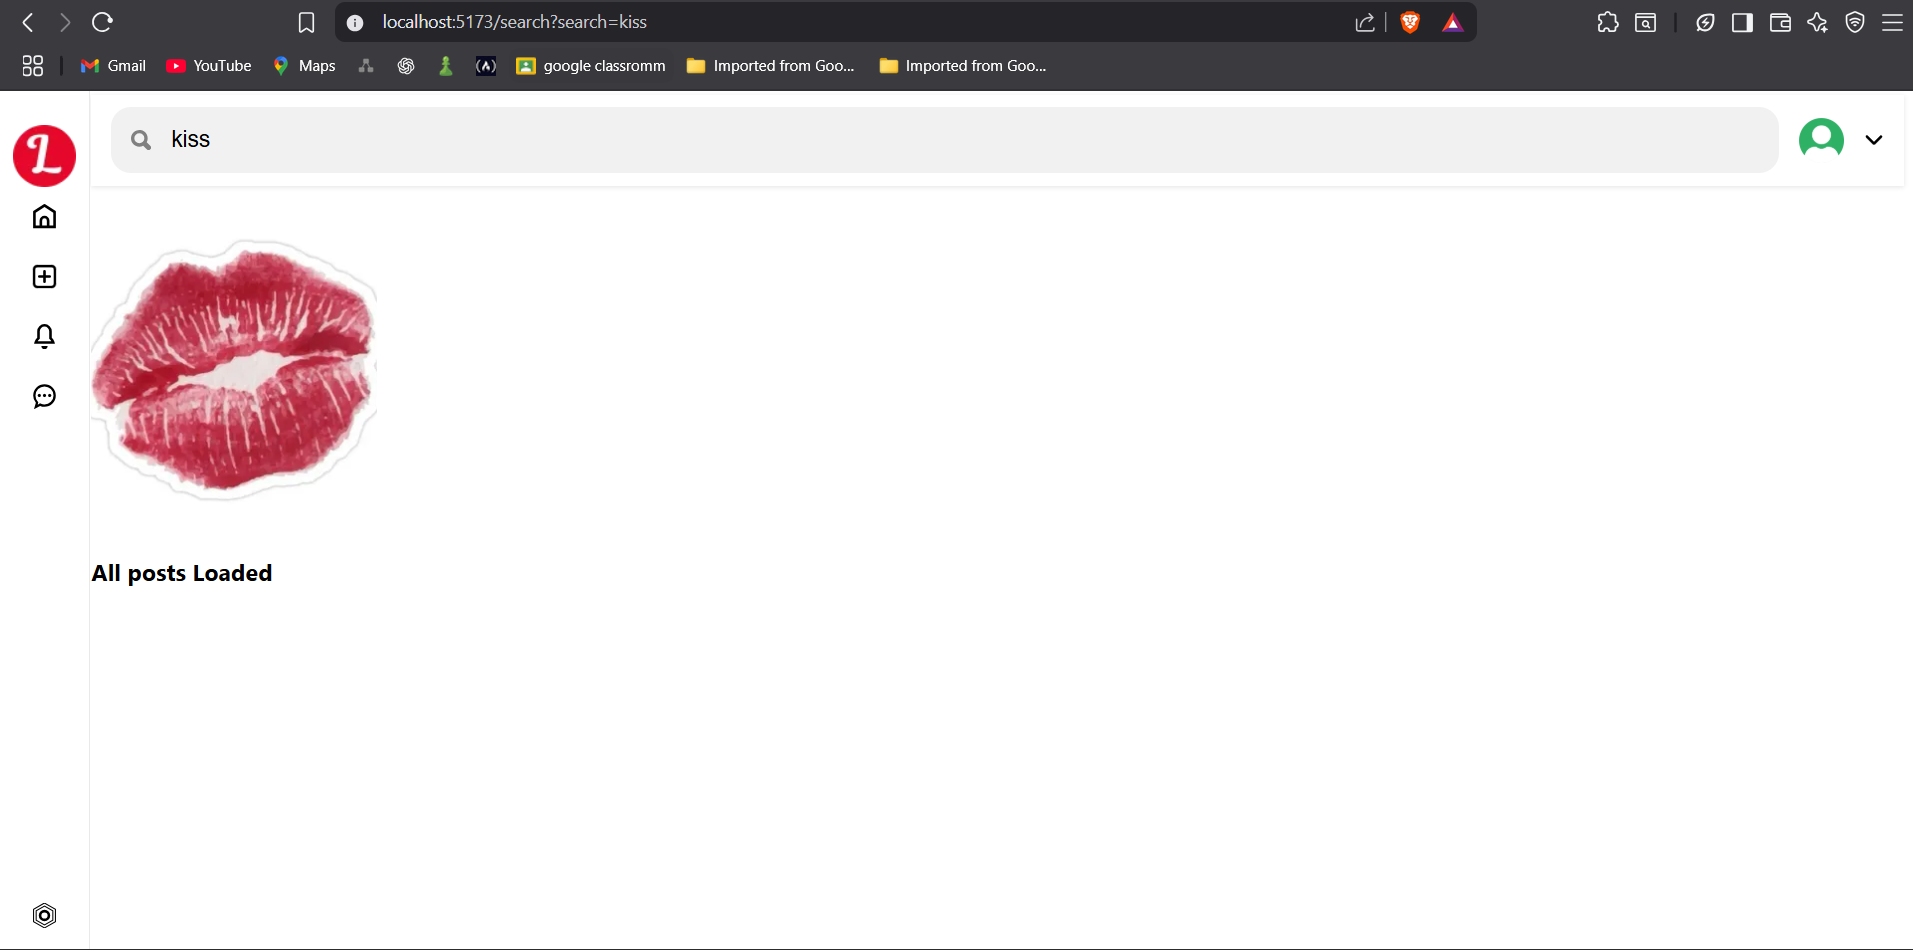 localhost:5173/search?search=kiss
Gmail
YouTube
Maps
google classromm
Imported from Goo...
Imported from Goo...
L
kiss
All posts Loaded